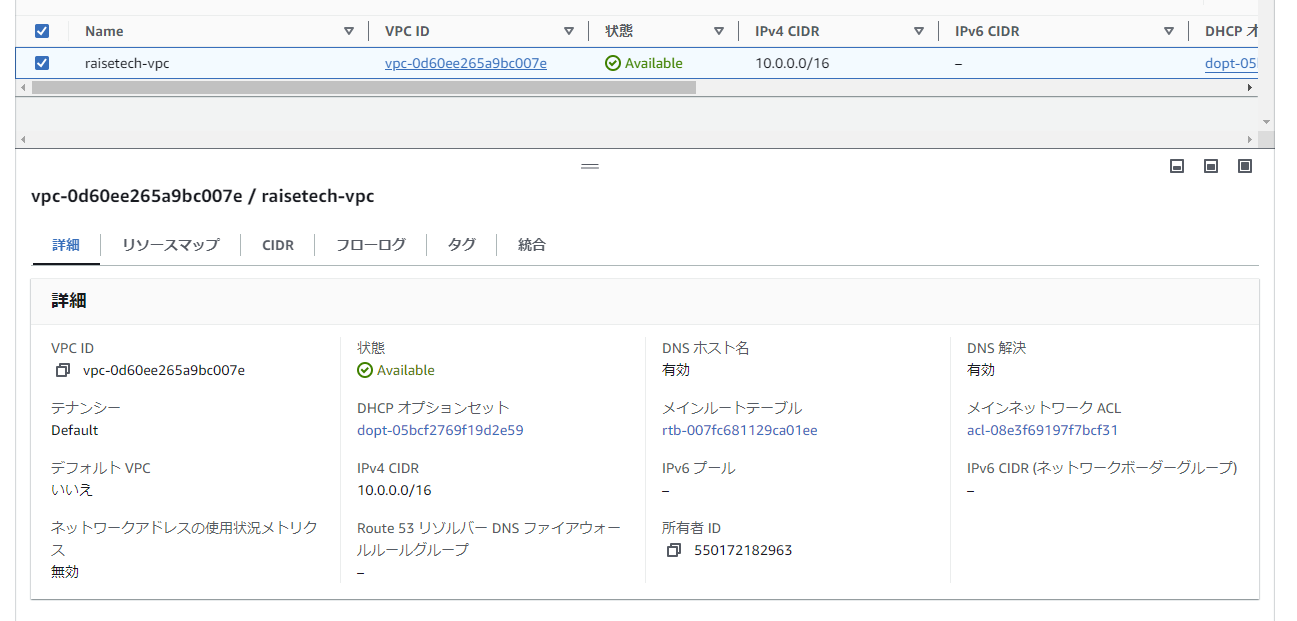 Name VPC ID 状態 IPv4 CIDR IPv6 CIDR DHCP オ
raisetech-vpc vpc-0d60ee265a9bc007e Available 10.0.0.0/16 – dopt-05
vpc-0d60ee265a9bc007e / raisetech-vpc
詳細 リソースマップ CIDR フローログ タグ 統合
詳細
VPC ID
vpc-0d60ee265a9bc007e
状態
Available
DNS ホスト名
有効
DNS 解決
有効
テナンシー
Default
DHCP オプションセット
dopt-05bcf2769f19d2e59
メインルートテーブル
rtb-007fc681129ca01ee
メインネットワーク ACL
acl-08e3f69197f7bcf31
デフォルト VPC
いいえ
IPv4 CIDR
10.0.0.0/16
IPv6 プール
–
IPv6 CIDR (ネットワークボーダーグループ)
–
ネットワークアドレスの使用状況メトリク
ス
無効
Route 53 リゾルバー DNS ファイアウォー
ルルールグループ
–
所有者 ID
550172182963